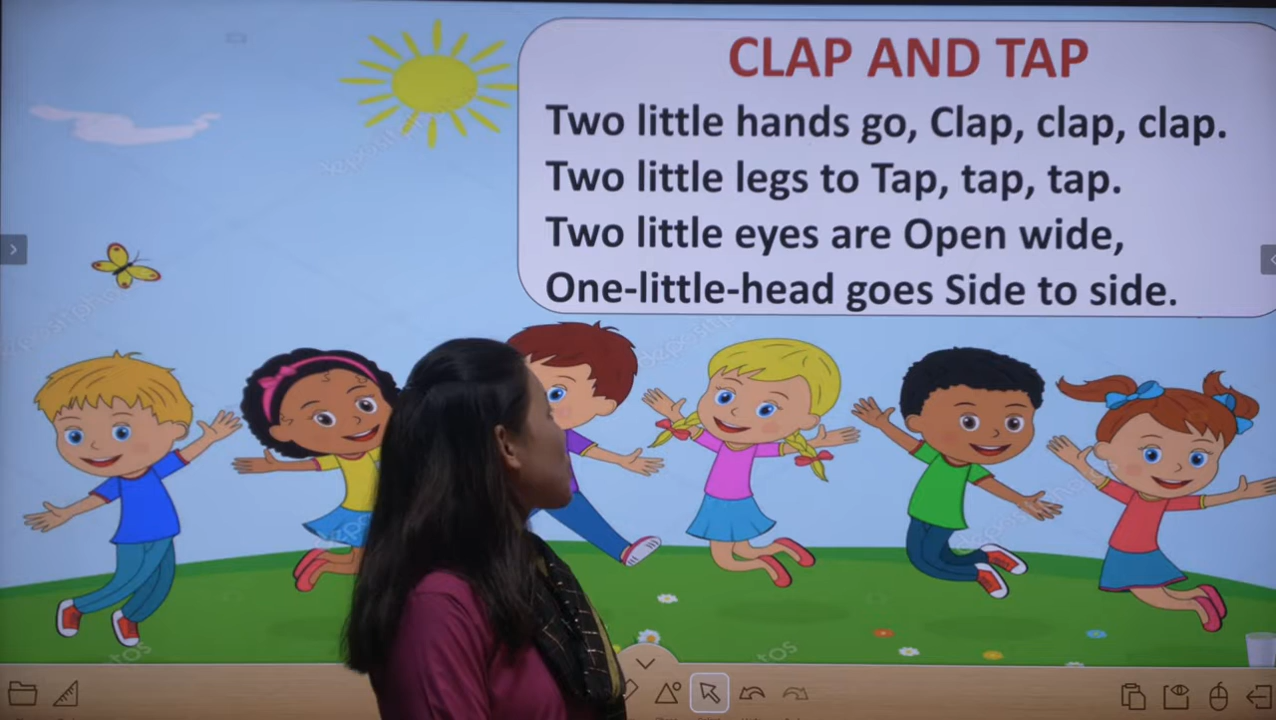 CLAP AND TAP
Two little hands go, Clap, clap, clap.
Two little legs to Tap, tap, tap.
Two little eyes are Open wide,
One-little-head goes Side to side.
depositphotos